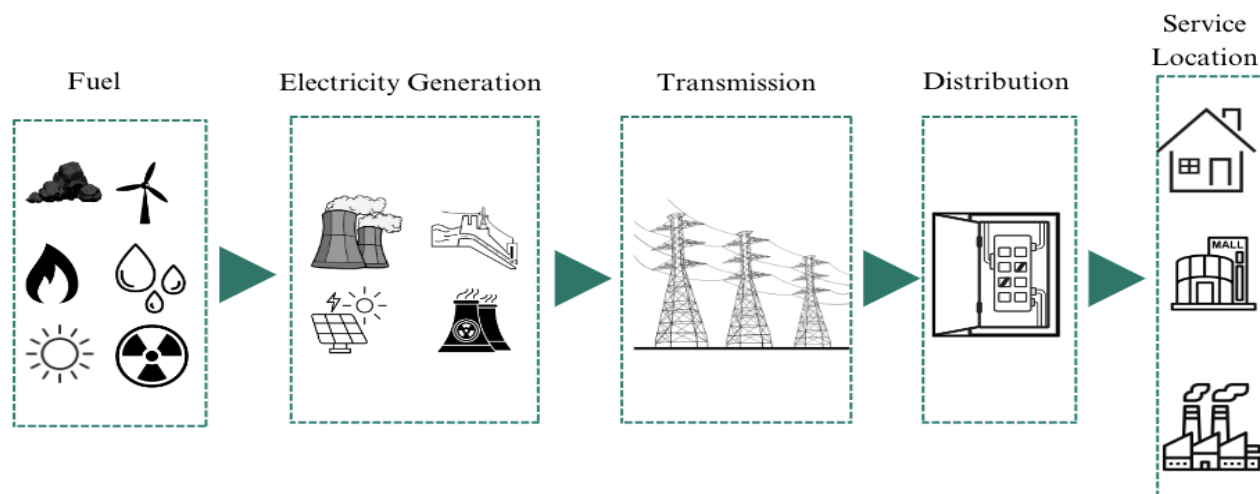 Fuel
Electricity Generation
Transmission
Distribution
Service
Location
MALL